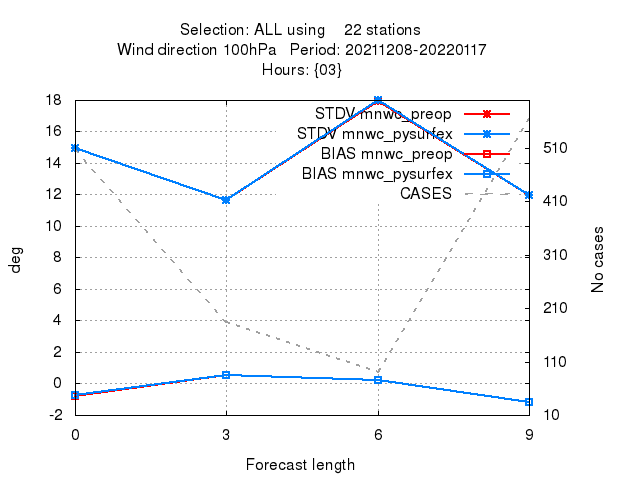 Selection: ALL using    22 stations
Wind direction 100hPa   Period: 20211208-20220117
Hours: {03}
18
16
14
12
10
8
6
4
2
0
-2
deg
STDV mnwc_preop
STDV mnwc_pysurfex
BIAS mnwc_preop
BIAS mnwc_pysurfex
CASES
510
410
310
210
110
10
No cases
0 3 6 9
Forecast length